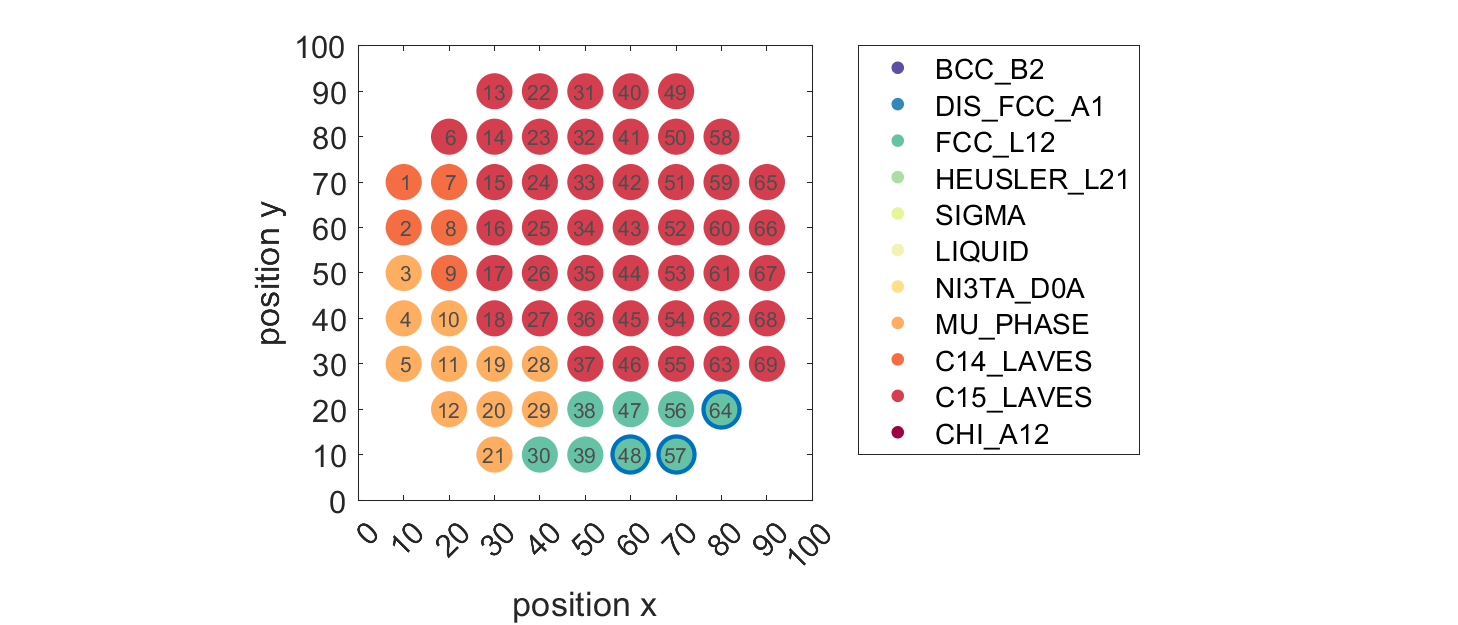 100
90
80
70
60
50
40
30
20
10
0
position y
13 22 31 40 49
6 14 23 32 41 50 58
1 7 15 24 33 42 51 59 65
2 8 16 25 34 43 52 60 66
3 9 17 26 35 44 53 61 67
4 10 18 27 36 45 54 62 68
5 11 19 28 37 46 55 63 69
12 20 29 38 47 56 64
21 30 39 48 57
0 10 20 30 40 50 60 70 80 90 100
position x
BCC_B2
DIS_FCC_A1
FCC_L12
HEUSLER_L21
SIGMA
LIQUID
NI3TA_D0A
MU_PHASE
C14_LAVES
C15_LAVES
CHI_A12